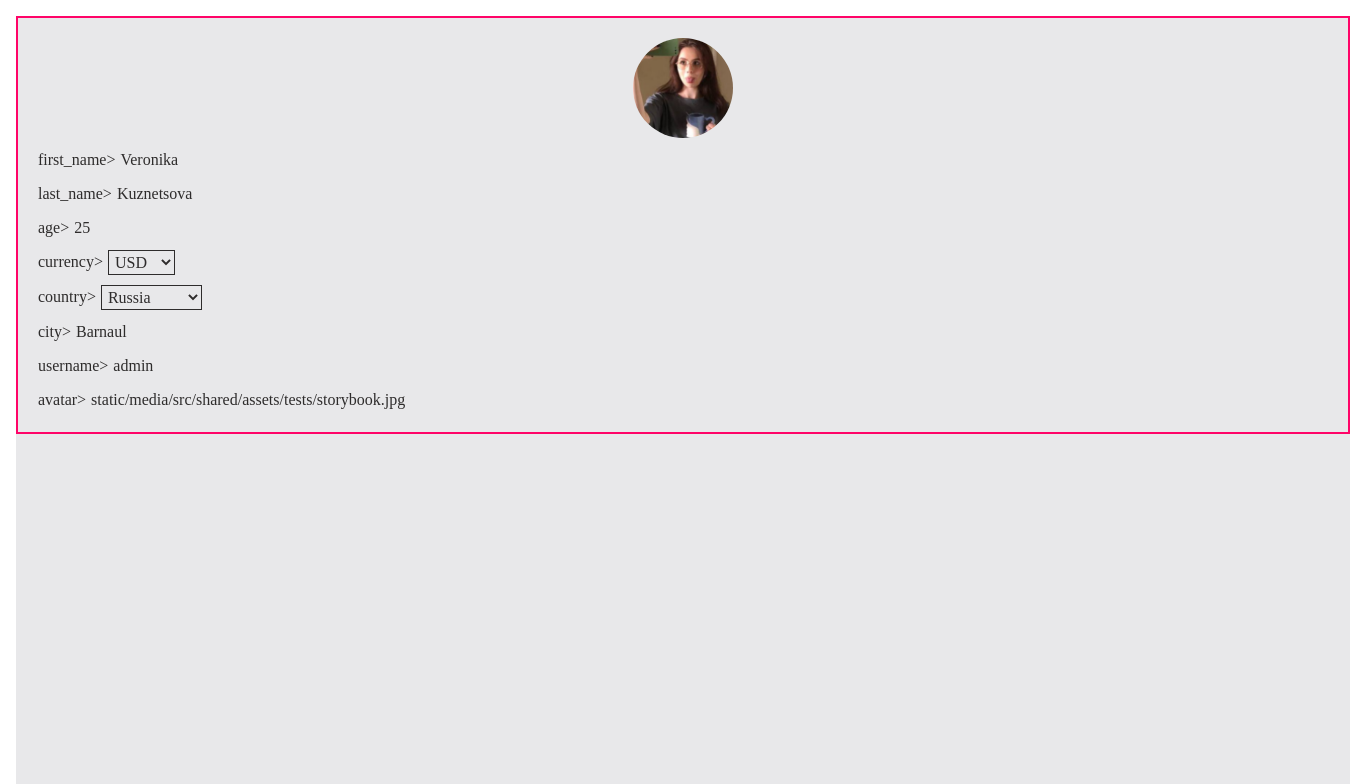 first_name> Veronika
last_name> Kuznetsova
age> 25
currency> USD
country> Russia
city> Barnaul
username> admin
avatar> static/media/src/shared/assets/tests/storybook.jpg